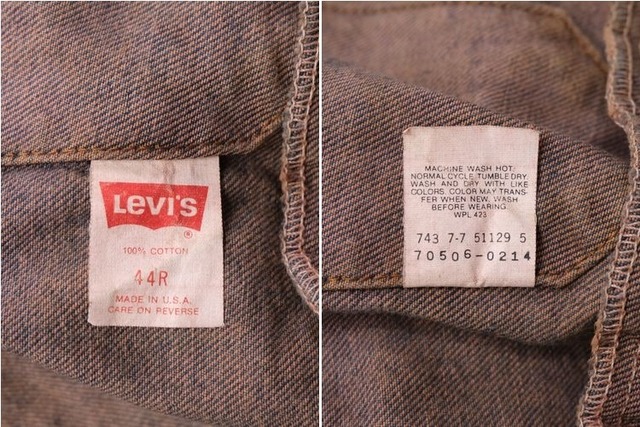 Levi's
®
100% COTTON
44R
MADE IN U.S.A.
CARE ON REVERSE
MACHINE WASH HOT.
NORMAL CYCLE. TUMBLE DRY.
WASH AND DRY WITH LIKE
COLORS. COLOR MAY TRANS-
FER WHEN NEW. WASH
BEFORE WEARING.
WPL 423
743 7-7 51129 5
70506-0214